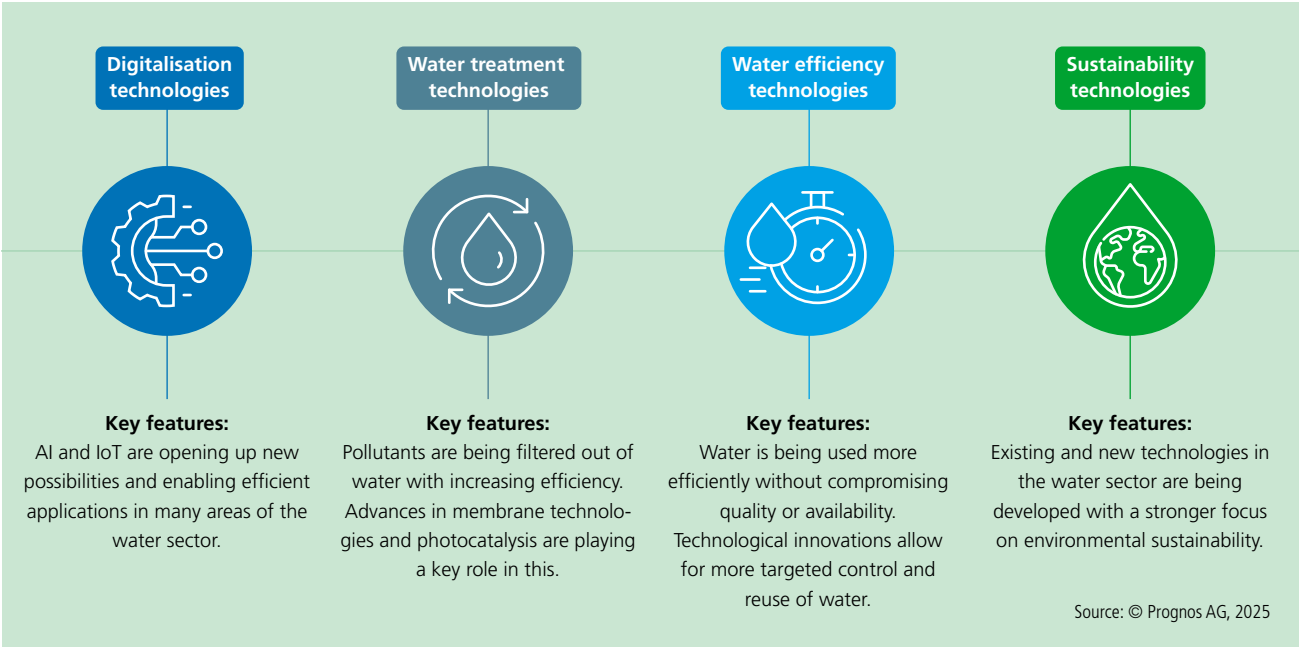 Digitalisation
technologies
Water treatment
technologies
Water efficiency
technologies
Sustainability
technologies
Key features:
AI and IoT are opening up new
possibilities and enabling efficient
applications in many areas of the
water sector.
Key features:
Pollutants are being filtered out of
water with increasing efficiency.
Advances in membrane technolo-
gies and photocatalysis are playing
a key role in this.
Key features:
Water is being used more
efficiently without compromising
quality or availability.
Technological innovations allow
for more targeted control and
reuse of water.
Key features:
Existing and new technologies in
the water sector are being
developed with a stronger focus
on environmental sustainability.
Source: © Prognos AG, 2025